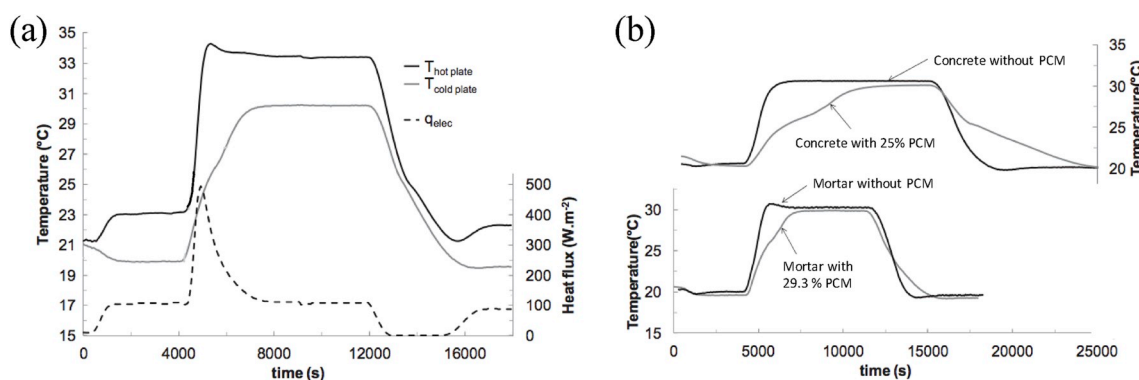 (a)
35
33
31
29
27
25
23
21
19
17
15
Temperature (°C)
T hot plate
T cold plate
q elec
500
400
300
200
100
0
Heat flux (W.m-2)
0
4000
8000
12000
16000
time (s)
(b)
Concrete without PCM
Concrete with 25% PCM
35
30
25
20
15
Temperature(°C)
Mortar without PCM
Mortar with
29.3 % PCM
30
25
20
15
Temperature(°C)
0
5000
10000
15000
20000
25000
time (s)